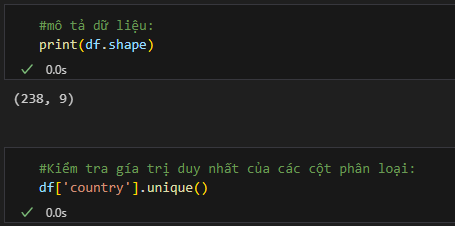 #mô tả dữ liệu:
print(df.shape)
0.0s
(238, 9)
#Kiểm tra gía trị duy nhất của các cột phân loại:
df['country'].unique()
0.0s